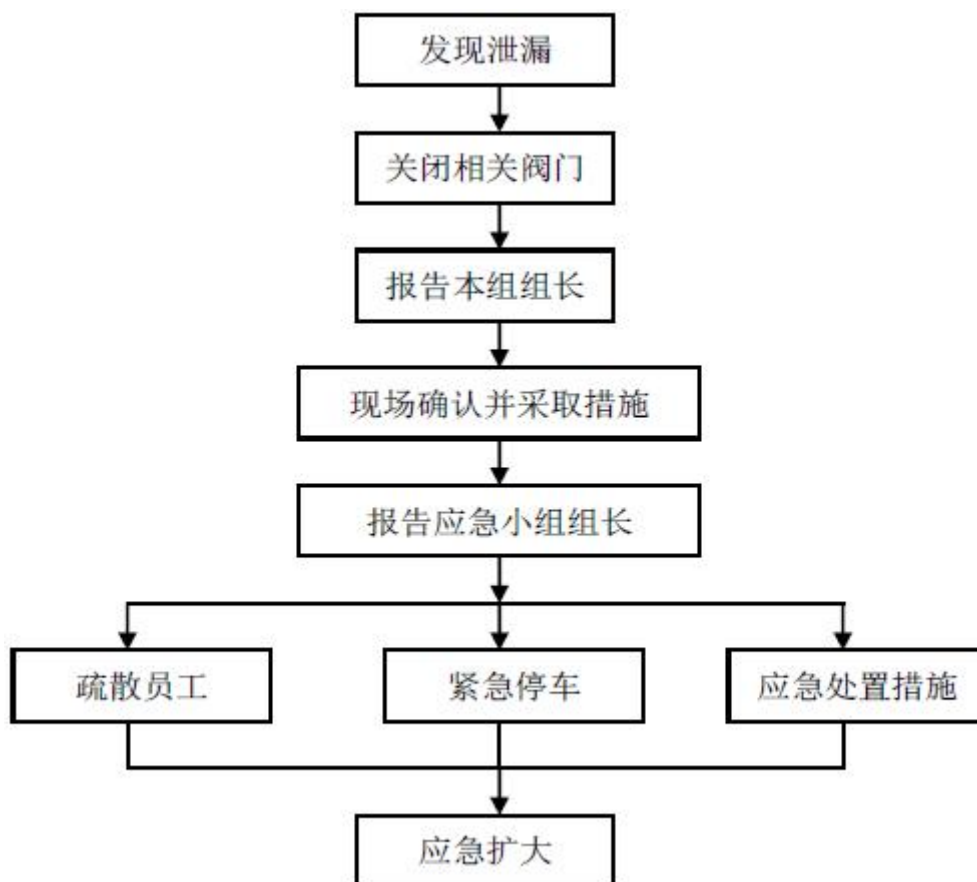 发现泄漏
关闭相关阀门
报告本组组长
现场确认并采取措施
报告应急小组组长
疏散员工
紧急停车
应急处置措施
应急扩大